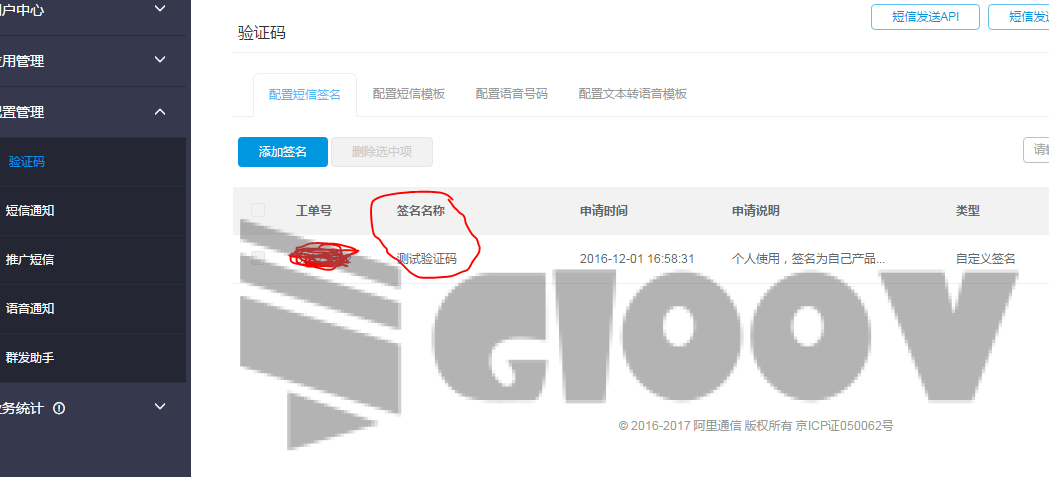 户中心
验证码
短信发送API
应用管理
配置短信签名 配置短信模板 配置语音号码 配置文本转语音模板
配置管理
添加签名 删除选中项
验证码
短信通知
工单号 签名名称 申请时间 申请说明 类型
推广短信
测试验证码 2016-12-01 16:58:31 个人使用，签名为自己产品... 自定义签名
语音通知
群发助手
GIOOV
业务统计
© 2016-2017 阿里通信 版权所有 京ICP证050062号